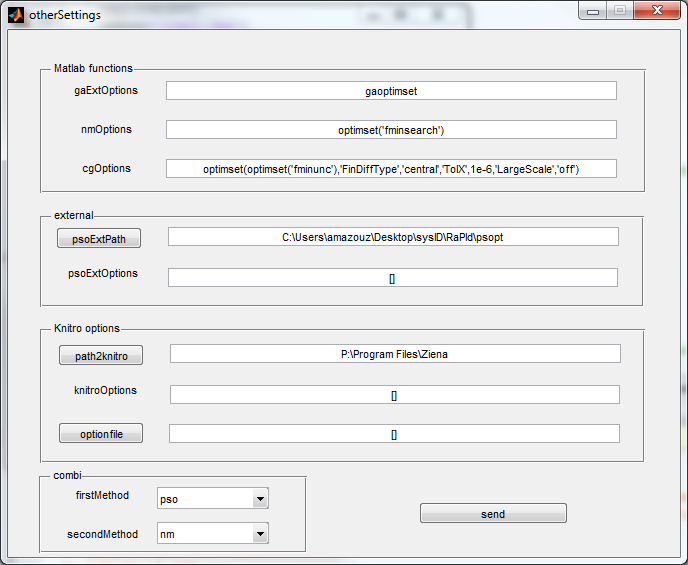 otherSettings
Matlab functions
gaExtOptions gaoptimset
nmOptions optimset('fminsearch')
cgOptions optimset(optimset('fminunc'),'FinDiffType','central','TolX',1e-6,'LargeScale','off')
external
psoExtPath C:\Users\amazouz\Desktop\sysID\RaPId\psopt
psoExtOptions []
Knitro options
path2knitro P:\Program Files\Ziena
knitroOptions []
optionfile []
combi
firstMethod pso
secondMethod nm
send